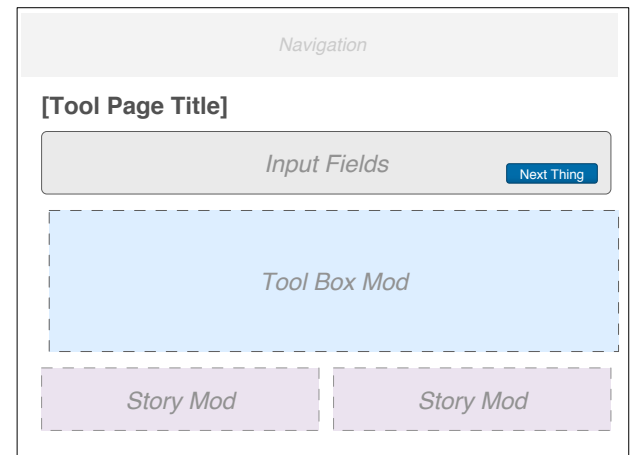 Navigation
[Tool Page Title]
Input Fields
Next Thing
Tool Box Mod
Story Mod
Story Mod